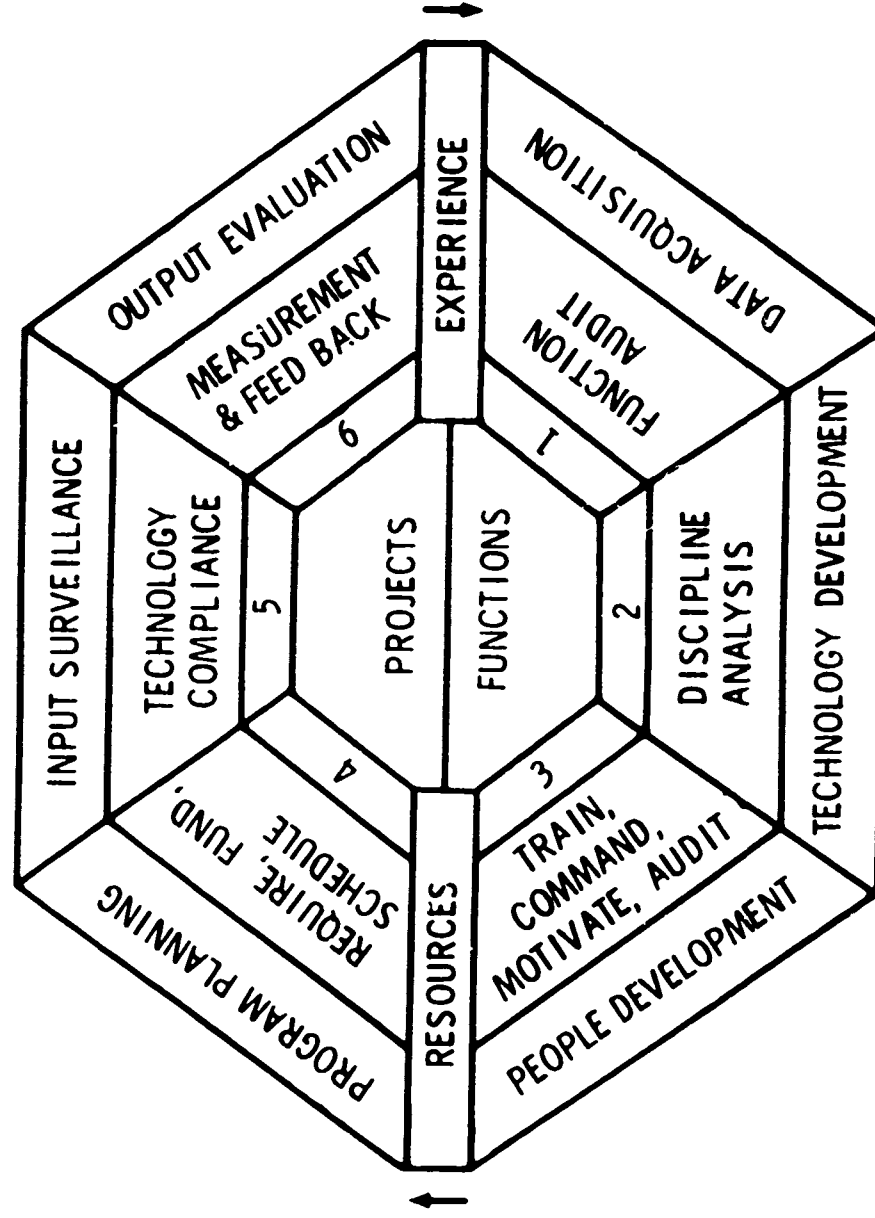 OUTPUT EVALUATION
MEASUREMENT
& FEED BACK
6
EXPERIENCE
DATA ACQUISITION
FUNCTION
AUDIT
1
INPUT SURVEILLANCE
TECHNOLOGY
COMPLIANCE
5
PROJECTS
FUNCTIONS
2
DISCIPLINE
ANALYSIS
TECHNOLOGY DEVELOPMENT
PROGRAM PLANNING
REQUIRE, FUND,
SCHEDULE
4
RESOURCES
3
TRAIN,
COMMAND,
MOTIVATE, AUDIT
PEOPLE DEVELOPMENT